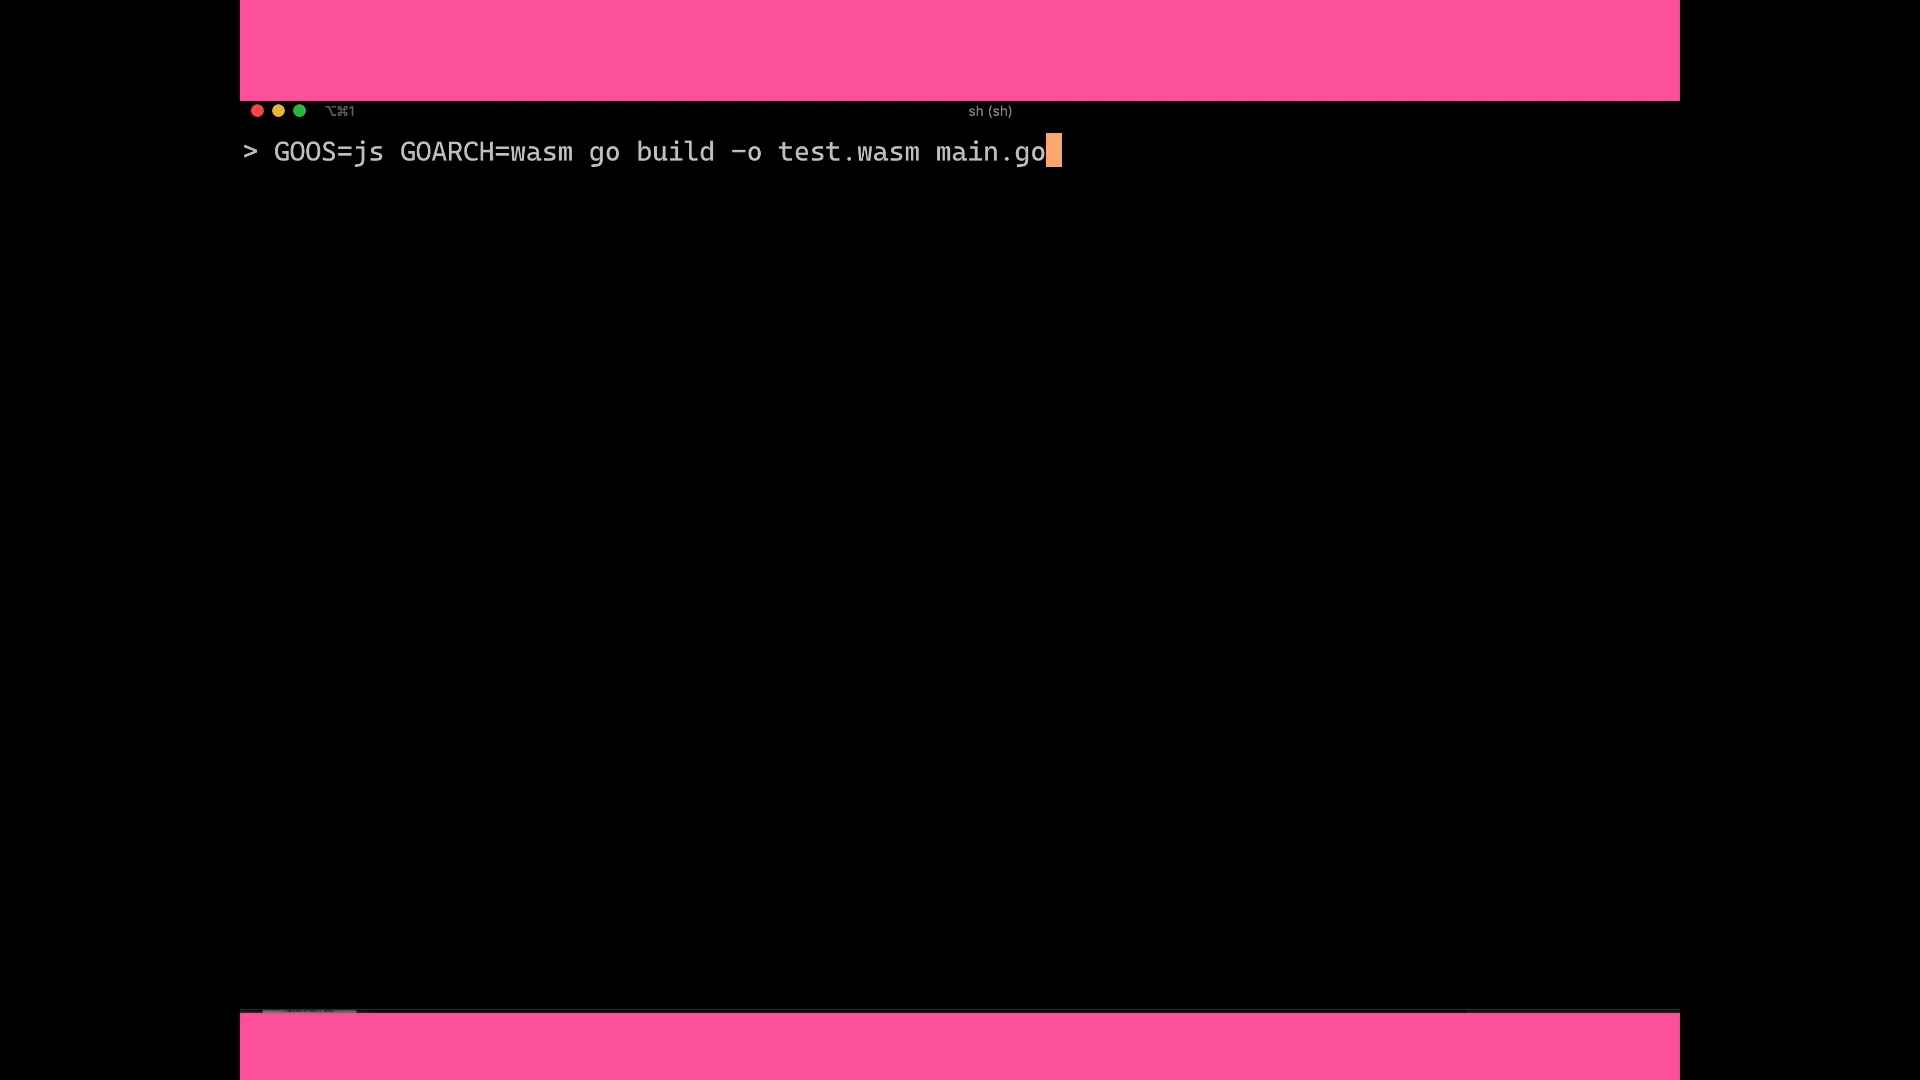 ⌥⌘1
sh (sh)
> GOOS=js GOARCH=wasm go build -o test.wasm main.go